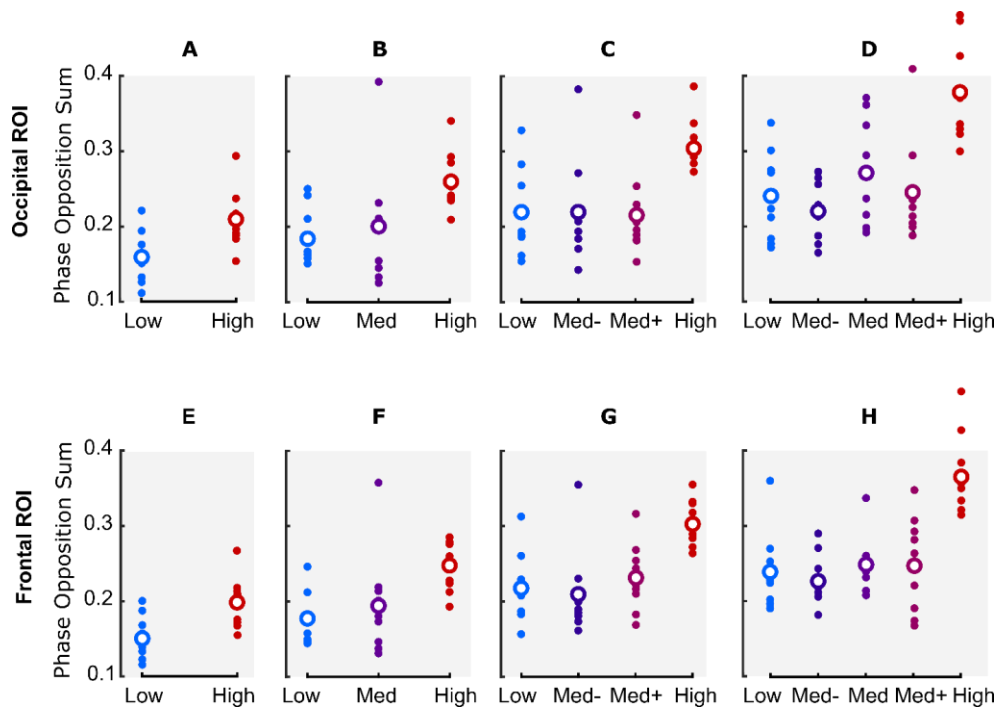 A B C D
Occipital ROI
Phase Opposition Sum
0.4
0.3
0.2
0.1
Low High Low Med High Low Med- Med+ High Low Med- Med Med+ High
E F G H
Frontal ROI
Phase Opposition Sum
0.4
0.3
0.2
0.1
Low High Low Med High Low Med- Med+ High Low Med- Med Med+ High